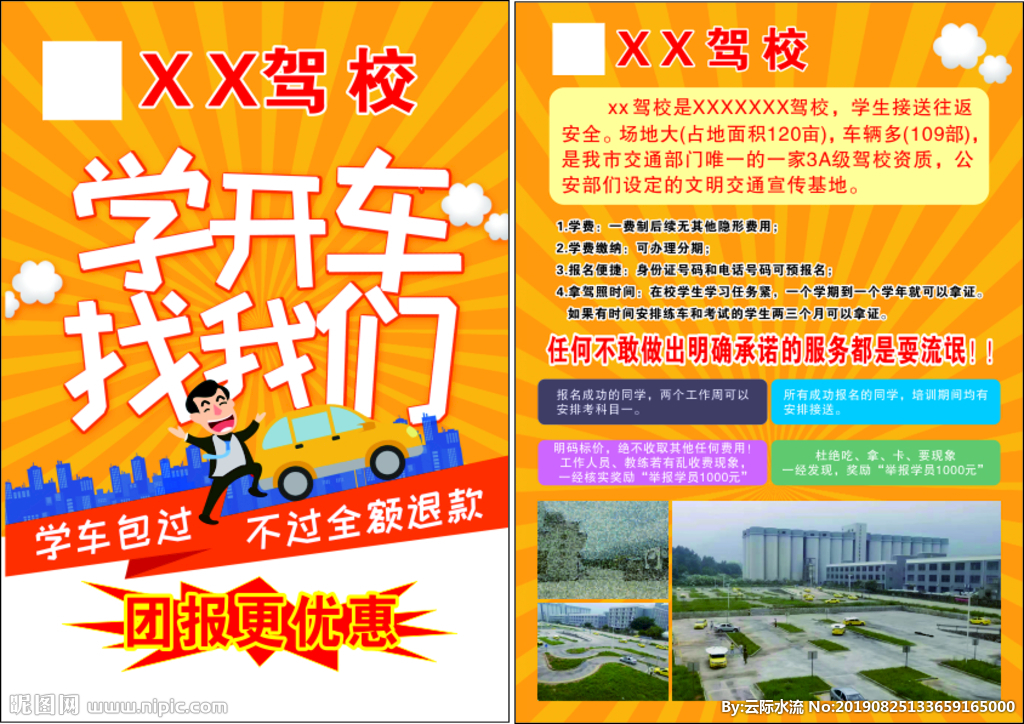 XX驾校
学开车
找我们
学车包过 不过全额退款
团报更优惠
昵图网 www.nipic.com
XX驾校
xx驾校是XXXXXXX驾校，学生接送往返
安全。场地大(占地面积120亩)，车辆多(109部)，
是我市交通部门唯一的一家3A级驾校资质，公
安部们设定的文明交通宣传基地。
1.学费：一费制后续无其他隐形费用；
2.学费缴纳：可办理分期；
3.报名便捷：身份证号码和电话号码可预报名；
4.拿驾照时间：在校学生学习任务紧，一个学期到一个学年就可以拿证。
如果有时间安排练车和考试的学生两三个月可以拿证。
任何不敢做出明确承诺的服务都是耍流氓！！
报名成功的同学，两个工作周可以
安排考科目一。
所有成功报名的同学，培训期间均有
安排接送。
明码标价，绝不收取其他任何费用！
工作人员、教练若有乱收费现象，
一经核实奖励“举报学员1000元”
杜绝吃、拿、卡、要现象
一经发现，奖励“举报学员1000元”
By:云际水流 No:20190825133659165000